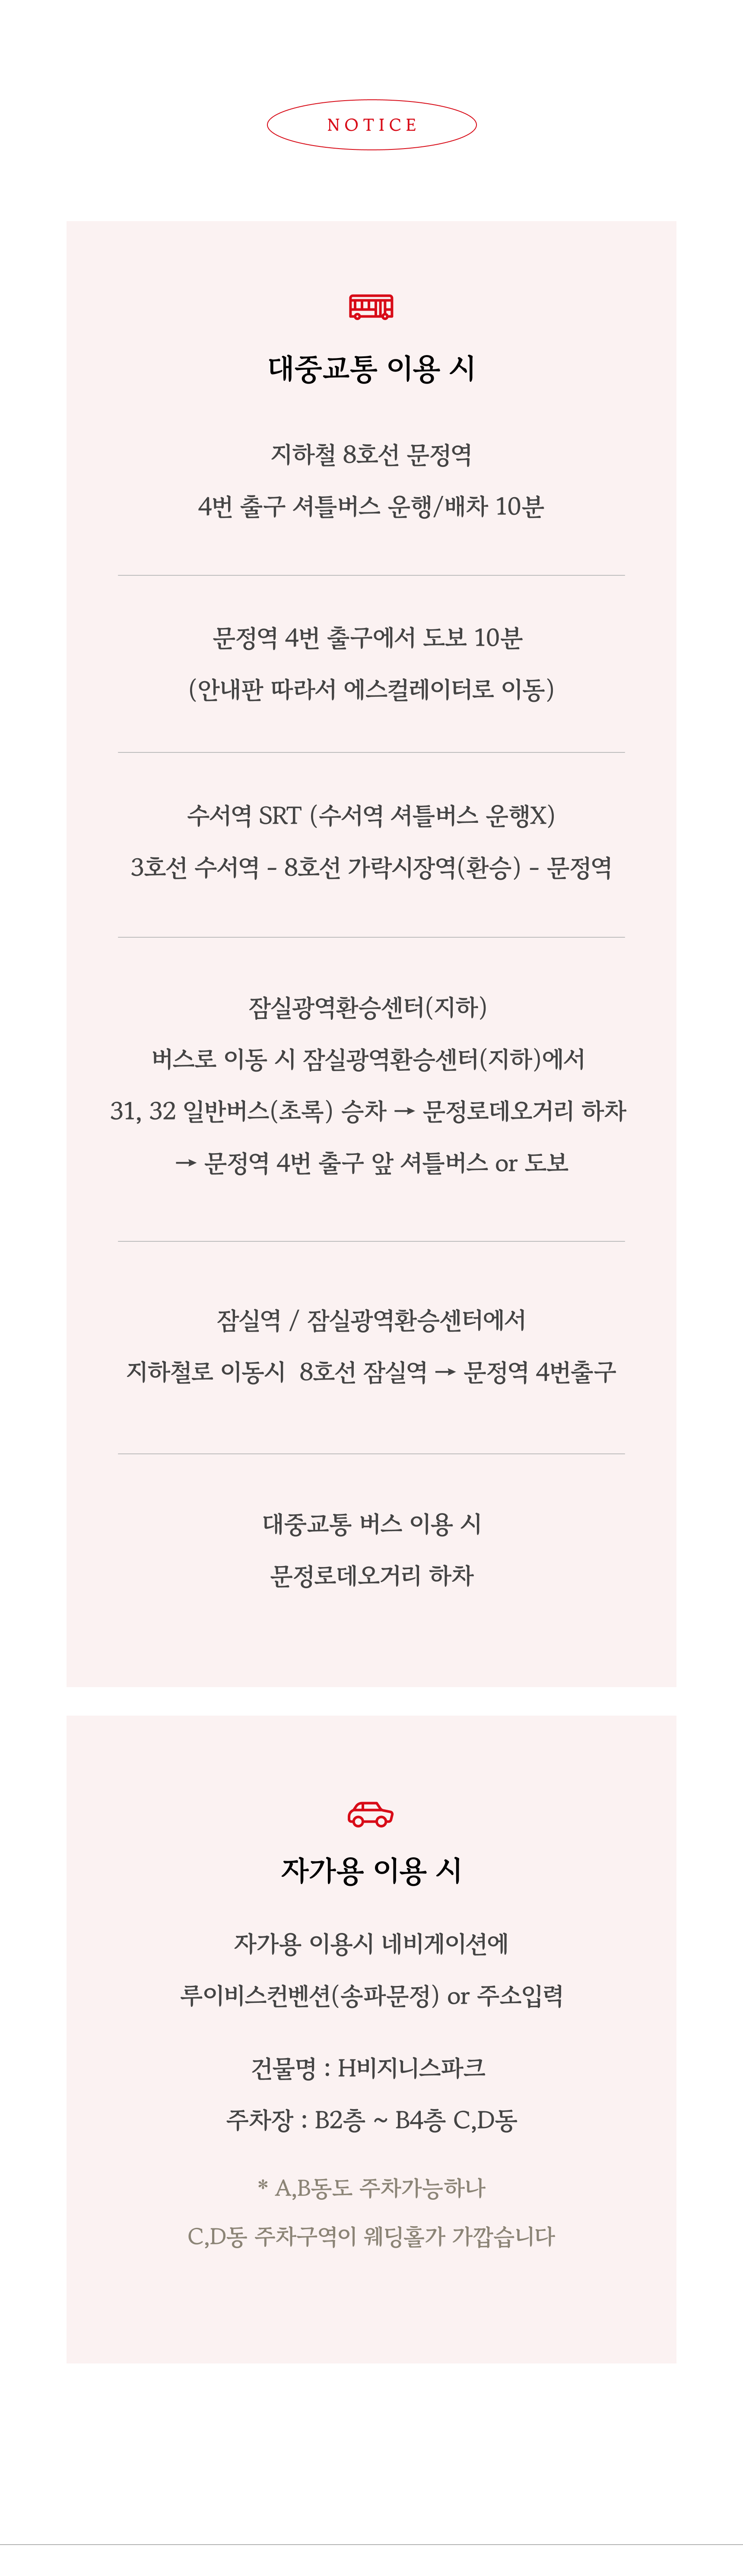 NOTICE
대중교통 이용 시
지하철 8호선 문정역
4번 출구 셔틀버스 운행/배차 10분
문정역 4번 출구에서 도보 10분
(안내판 따라서 에스컬레이터로 이동)
수서역 SRT (수서역 셔틀버스 운행X)
3호선 수서역 - 8호선 가락시장역(환승) - 문정역
잠실광역환승센터(지하)
버스로 이동 시 잠실광역환승센터(지하)에서
31, 32 일반버스(초록) 승차 → 문정로데오거리 하차
→ 문정역 4번 출구 앞 셔틀버스 or 도보
잠실역 / 잠실광역환승센터에서
지하철로 이동시 8호선 잠실역 → 문정역 4번출구
대중교통 버스 이용 시
문정로데오거리 하차
자가용 이용 시
자가용 이용시 네비게이션에
루이비스컨벤션(송파문정) or 주소입력
건물명 : H비지니스파크
주차장 : B2층 ~ B4층 C,D동
* A,B동도 주차가능하나
C,D동 주차구역이 웨딩홀가 가깝습니다